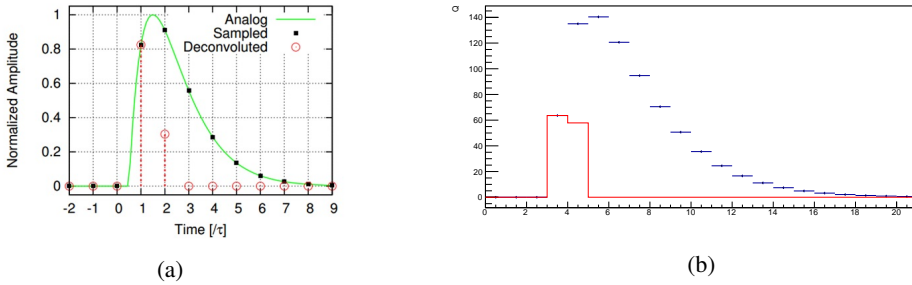 Analog
Sampled
Deconvoluted
Normalized Amplitude
1
0.8
0.6
0.4
0.2
0
-2 -1 0 1 2 3 4 5 6 7 8 9
Time [/τ]
(a)
Q
140
120
100
80
60
40
20
0
0 2 4 6 8 10 12 14 16 18 20
(b)